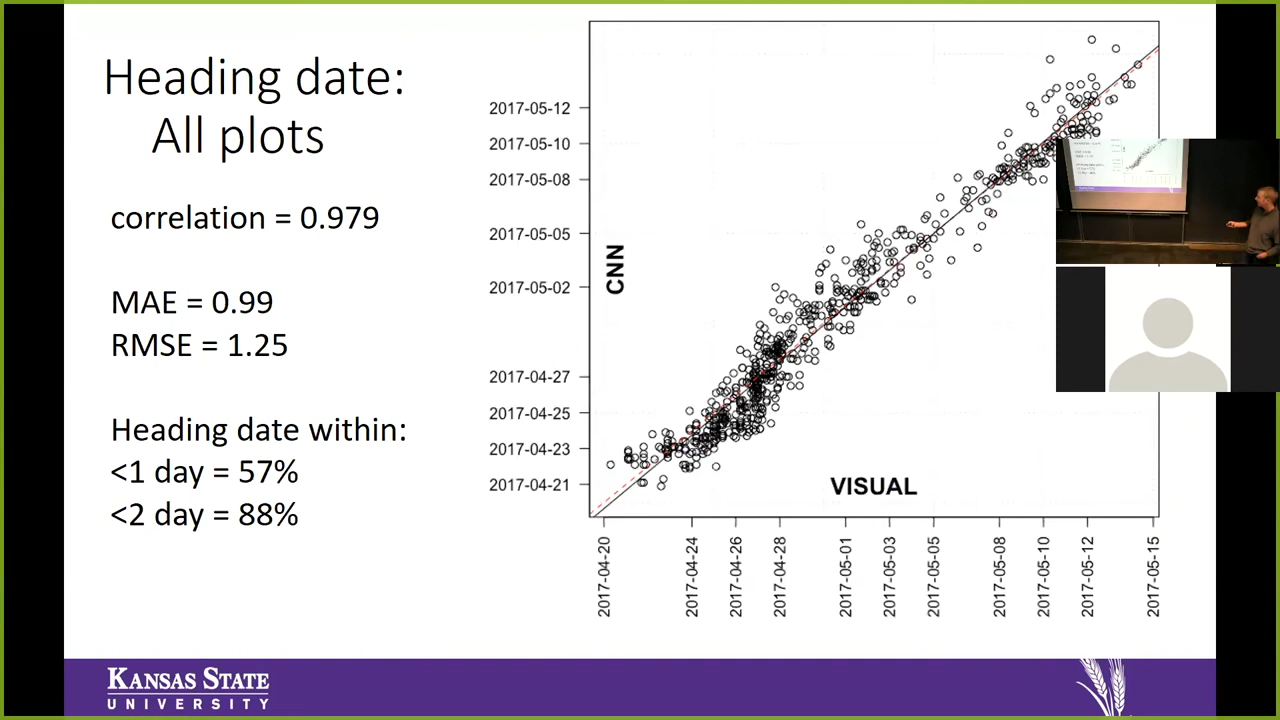 Heading date:
All plots
correlation = 0.979
MAE = 0.99
RMSE = 1.25
Heading date within:
<1 day = 57%
<2 day = 88%
2017-05-12
2017-05-10
2017-05-08
2017-05-05
2017-05-02
2017-04-27
2017-04-25
2017-04-23
2017-04-21
CNN
VISUAL
2017-04-20
2017-04-24
2017-04-26
2017-04-28
2017-05-01
2017-05-03
2017-05-05
2017-05-08
2017-05-10
2017-05-12
2017-05-15
KANSAS STATE
UNIVERSITY